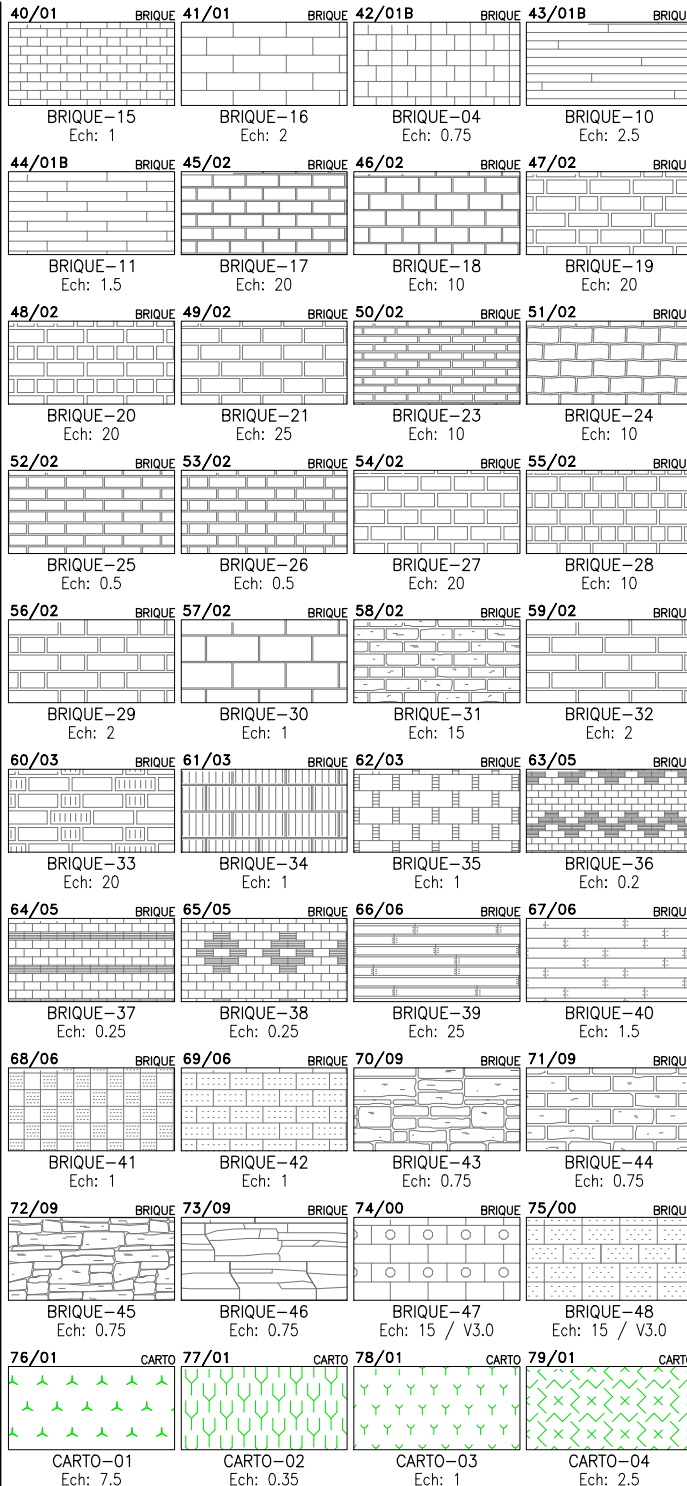 40/01 BRIQUE 41/01 BRIQUE 42/01B BRIQUE 43/01B BRIQU
BRIQUE-15 BRIQUE-16 BRIQUE-04 BRIQUE-10
Ech: 1 Ech: 2 Ech: 0.75 Ech: 2.5
44/01B BRIQUE 45/02 BRIQUE 46/02 BRIQUE 47/02 BRIQU
BRIQUE-11 BRIQUE-17 BRIQUE-18 BRIQUE-19
Ech: 1.5 Ech: 20 Ech: 10 Ech: 20
48/02 BRIQUE 49/02 BRIQUE 50/02 BRIQUE 51/02 BRIQU
BRIQUE-20 BRIQUE-21 BRIQUE-23 BRIQUE-24
Ech: 20 Ech: 25 Ech: 10 Ech: 10
52/02 BRIQUE 53/02 BRIQUE 54/02 BRIQUE 55/02 BRIQU
BRIQUE-25 BRIQUE-26 BRIQUE-27 BRIQUE-28
Ech: 0.5 Ech: 0.5 Ech: 20 Ech: 10
56/02 BRIQUE 57/02 BRIQUE 58/02 BRIQUE 59/02 BRIQU
BRIQUE-29 BRIQUE-30 BRIQUE-31 BRIQUE-32
Ech: 2 Ech: 1 Ech: 15 Ech: 2
60/03 BRIQUE 61/03 BRIQUE 62/03 BRIQUE 63/05 BRIQU
BRIQUE-33 BRIQUE-34 BRIQUE-35 BRIQUE-36
Ech: 20 Ech: 1 Ech: 1 Ech: 0.2
64/05 BRIQUE 65/05 BRIQUE 66/06 BRIQUE 67/06 BRIQU
BRIQUE-37 BRIQUE-38 BRIQUE-39 BRIQUE-40
Ech: 0.25 Ech: 0.25 Ech: 25 Ech: 1.5
68/06 BRIQUE 69/06 BRIQUE 70/09 BRIQUE 71/09 BRIQU
BRIQUE-41 BRIQUE-42 BRIQUE-43 BRIQUE-44
Ech: 1 Ech: 1 Ech: 0.75 Ech: 0.75
72/09 BRIQUE 73/09 BRIQUE 74/00 BRIQUE 75/00 BRIQU
BRIQUE-45 BRIQUE-46 BRIQUE-47 BRIQUE-48
Ech: 0.75 Ech: 0.75 Ech: 15 / V3.0 Ech: 15 / V3.0
76/01 CARTO 77/01 CARTO 78/01 CARTO 79/01 CART
CARTO-01 CARTO-02 CARTO-03 CARTO-04
Ech: 7.5 Ech: 0.35 Ech: 1 Ech: 2.5